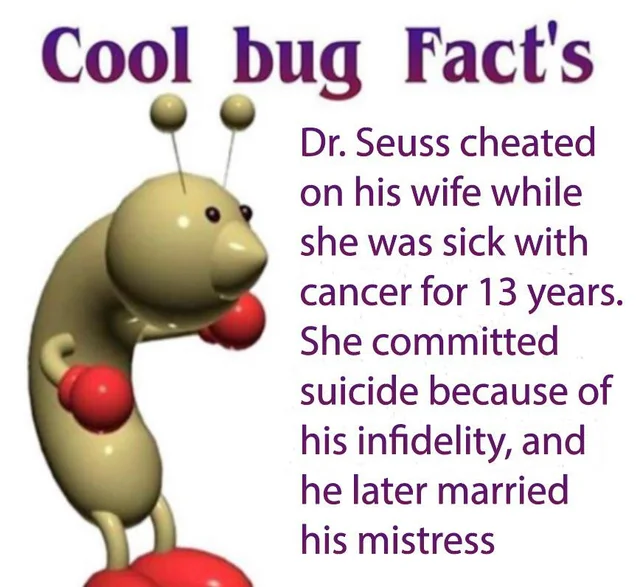 Cool bug Fact's
Dr. Seuss cheated
on his wife while
she was sick with
cancer for 13 years.
She committed
suicide because of
his infidelity, and
he later married
his mistress